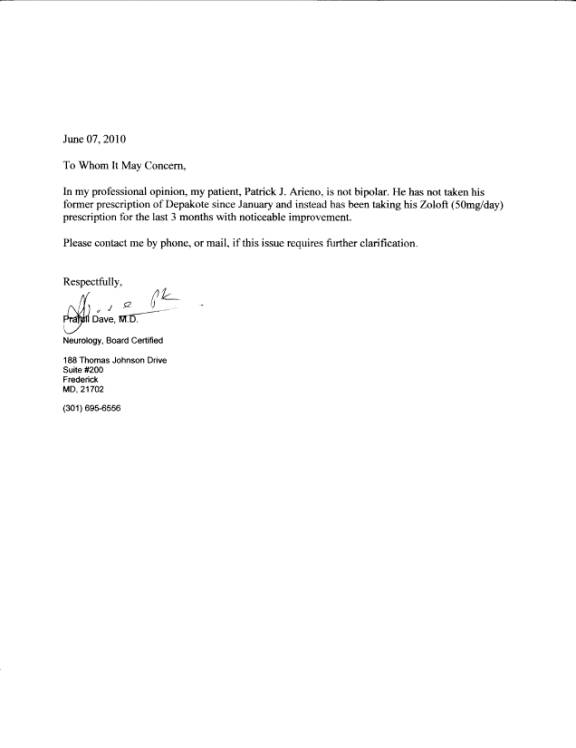 June 07, 2010
To Whom It May Concern,
In my professional opinion, my patient, Patrick J. Arieno, is not bipolar. He has not taken his
former prescription of Depakote since January and instead has been taking his Zoloft (50mg/day)
prescription for the last 3 months with noticeable improvement.
Please contact me by phone, or mail, if this issue requires further clarification.
Respectfully,
Dave, M.D.
Neurology, Board Certified
188 Thomas Johnson Drive
Suite #200
Frederick
MD, 21702
(301) 695-6556